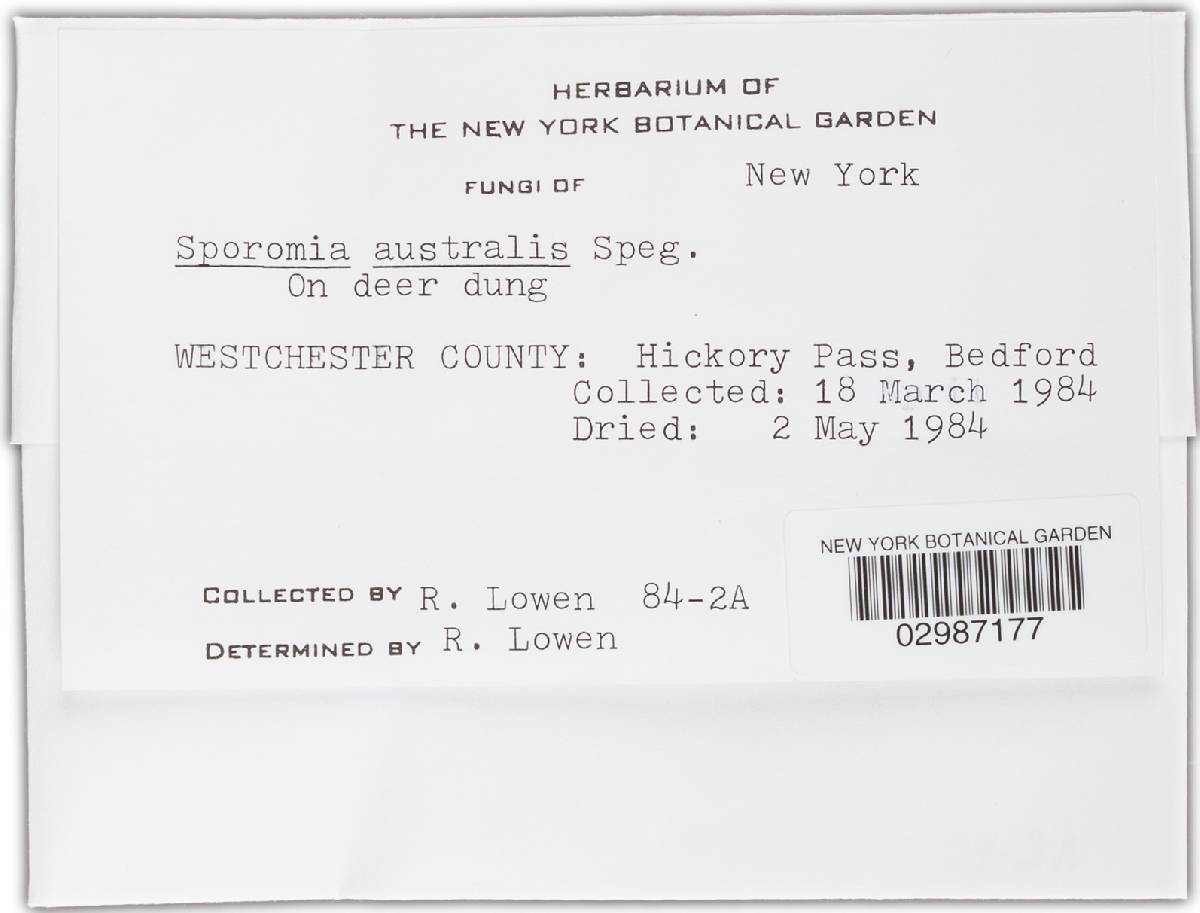 HERBARIUM OF
THE NEW YORK BOTANICAL GARDEN
FUNGI OF New York
Sporomia australis Speg.
On deer dung
WESTCHESTER COUNTY: Hickory Pass, Bedford
Collected: 18 March 1984
Dried: 2 May 1984
NEW YORK BOTANICAL GARDEN
02987177
COLLECTED BY R. Lowen 84-2A
DETERMINED BY R. Lowen